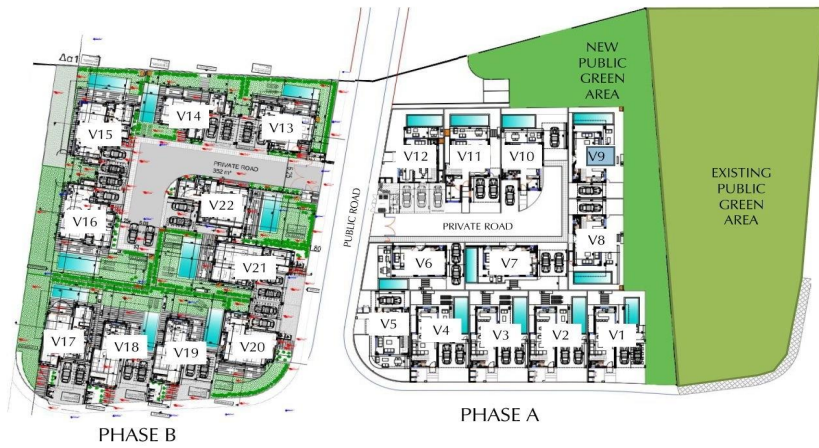 Δα 1
NEW
PUBLIC
GREEN
AREA
V15
V14
V13
V12
V11
V10
V9
PRIVATE ROAD
352 m²
EXISTING
PUBLIC
GREEN
AREA
V16
V22
PUBLIC ROAD
PRIVATE ROAD
V8
V21
V6
V7
V17
V18
V19
V20
V5
V4
V3
V2
V1
PHASE A
PHASE B